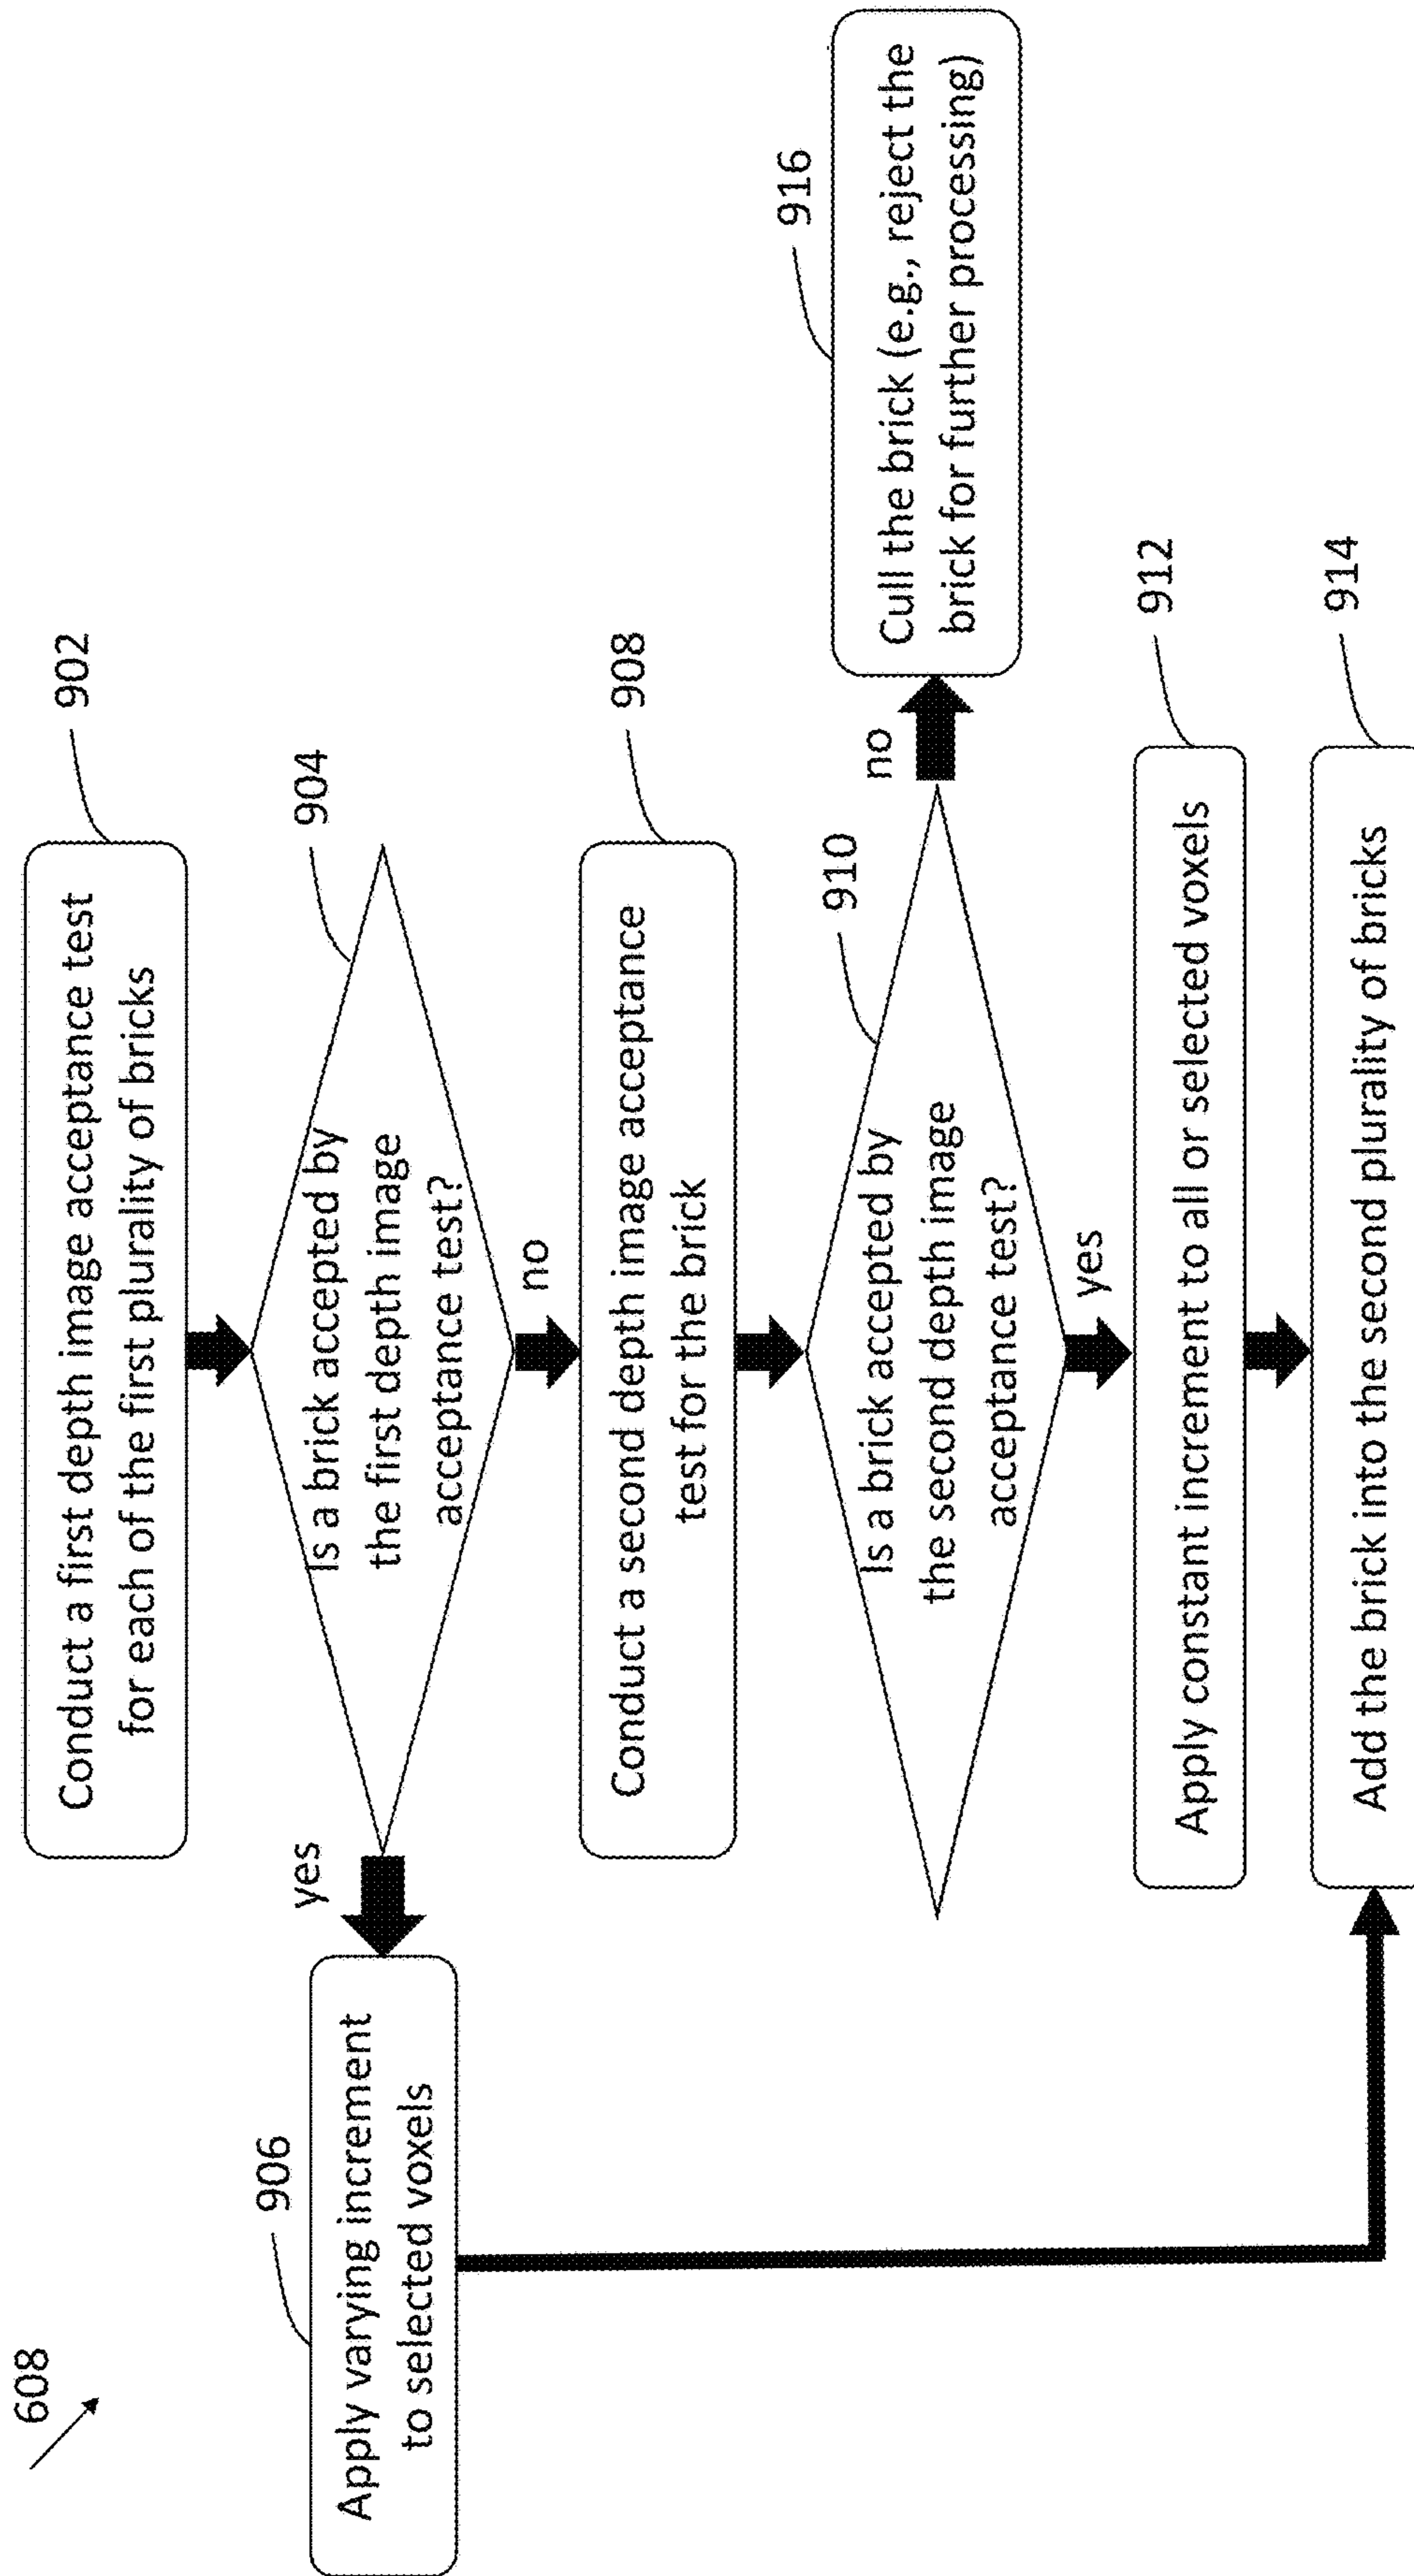 608
902
Conduct a first depth image acceptance test
for each of the first plurality of bricks
904
Is a brick accepted by
the first depth image
acceptance test?
yes
906
Apply varying increment
to selected voxels
no
908
Conduct a second depth image acceptance
test for the brick
910
Is a brick accepted by
the second depth image
acceptance test?
no
916
Cull the brick (e.g., reject the
brick for further processing)
yes
912
Apply constant increment to all or selected voxels
914
Add the brick into the second plurality of bricks